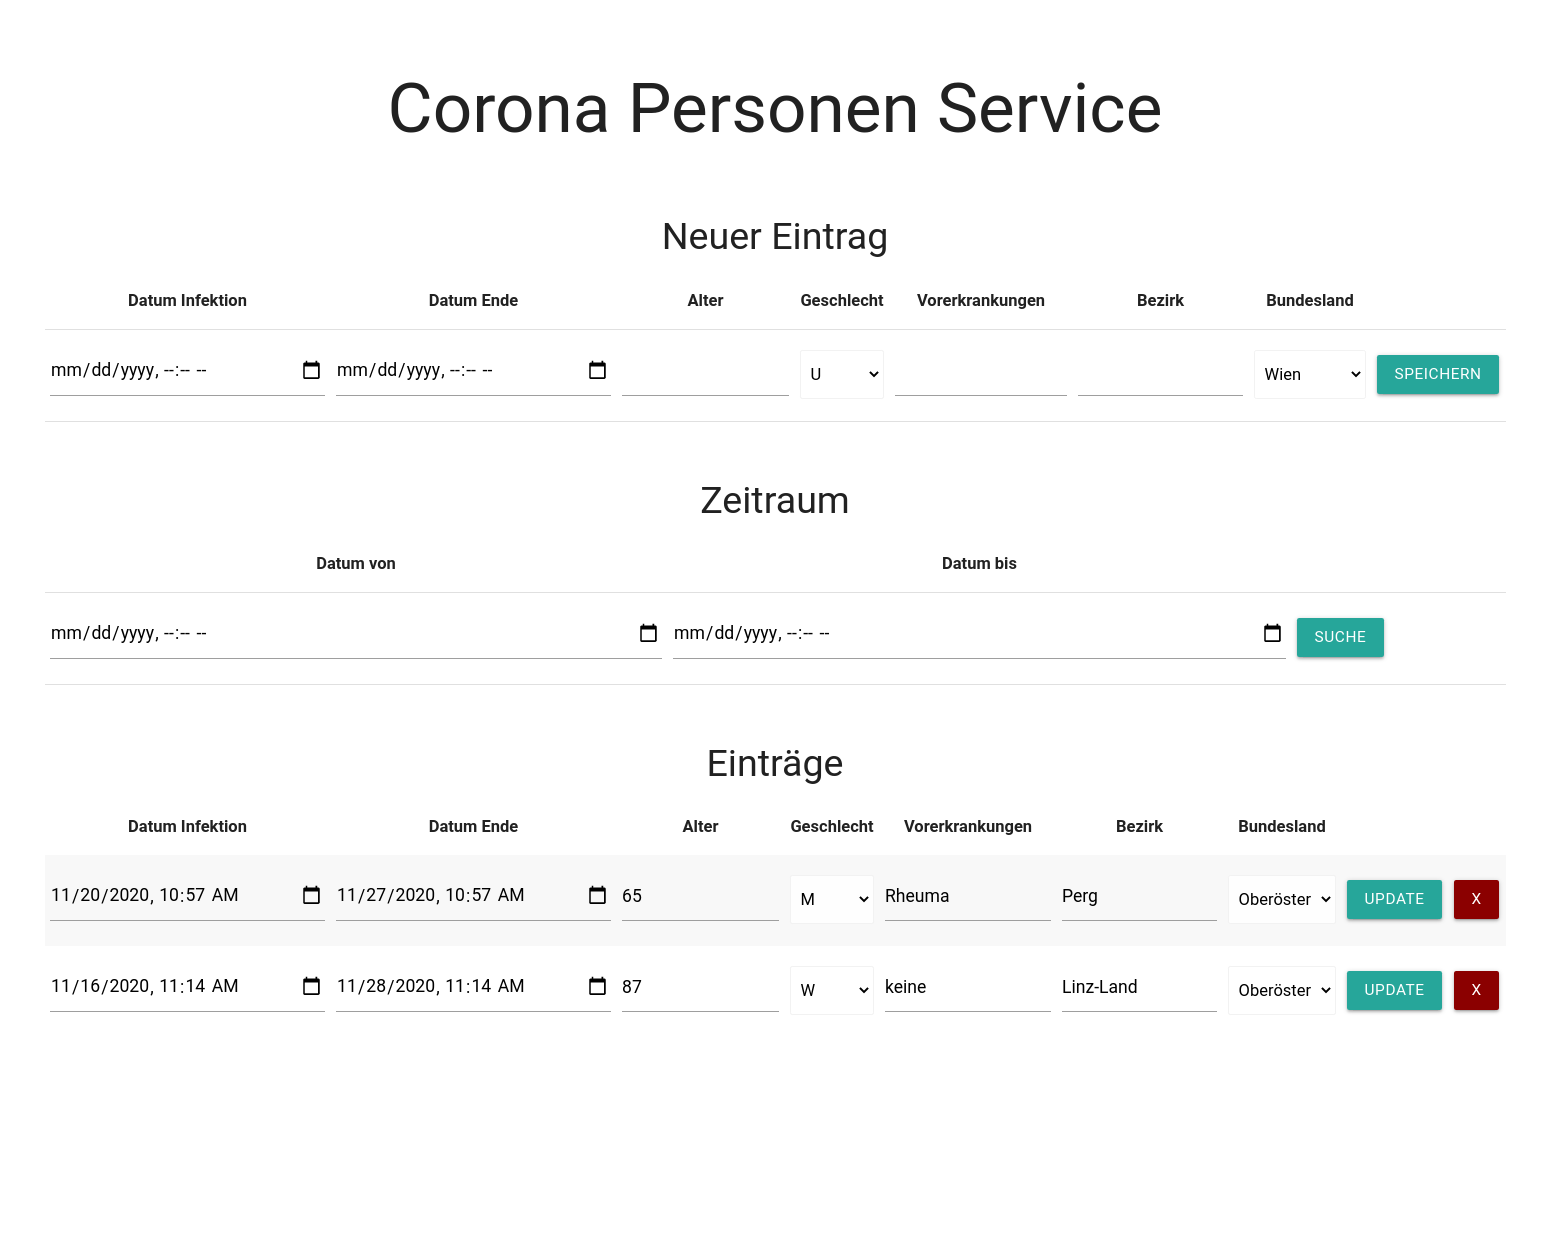 Corona Personen Service
Neuer Eintrag
Datum Infektion Datum Ende Alter Geschlecht Vorerkrankungen Bezirk Bundesland
mm/dd/yyyy, --:-- -- mm/dd/yyyy, --:-- -- U Wien SPEICHERN
Zeitraum
Datum von Datum bis
mm/dd/yyyy, --:-- -- mm/dd/yyyy, --:-- -- SUCHE
Einträge
Datum Infektion Datum Ende Alter Geschlecht Vorerkrankungen Bezirk Bundesland
11/20/2020, 10:57 AM 11/27/2020, 10:57 AM 65 M Rheuma Perg Oberöster UPDATE X
11/16/2020, 11:14 AM 11/28/2020, 11:14 AM 87 W keine Linz-Land Oberöster UPDATE X